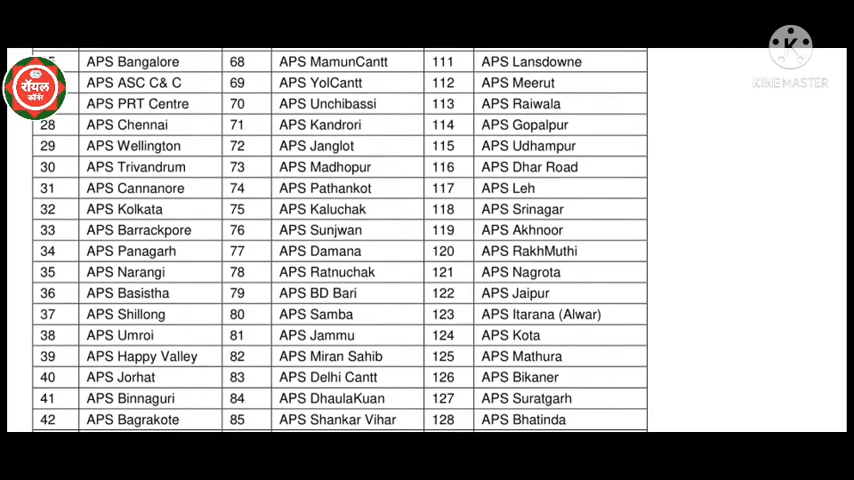 APS Bangalore 68 APS MamunCantt 111 APS Lansdowne
APS ASC C& C 69 APS YolCantt 112 APS Meerut
APS PRT Centre 70 APS Unchibassi 113 APS Raiwala
28 APS Chennai 71 APS Kandrori 114 APS Gopalpur
29 APS Wellington 72 APS Janglot 115 APS Udhampur
30 APS Trivandrum 73 APS Madhopur 116 APS Dhar Road
31 APS Cannanore 74 APS Pathankot 117 APS Leh
32 APS Kolkata 75 APS Kaluchak 118 APS Srinagar
33 APS Barrackpore 76 APS Sunjwan 119 APS Akhnoor
34 APS Panagarh 77 APS Damana 120 APS RakhMuthi
35 APS Narangi 78 APS Ratnuchak 121 APS Nagrota
36 APS Basistha 79 APS BD Bari 122 APS Jaipur
37 APS Shillong 80 APS Samba 123 APS Itarana (Alwar)
38 APS Umroi 81 APS Jammu 124 APS Kota
39 APS Happy Valley 82 APS Miran Sahib 125 APS Mathura
40 APS Jorhat 83 APS Delhi Cantt 126 APS Bikaner
41 APS Binnaguri 84 APS DhaulaKuan 127 APS Suratgarh
42 APS Bagrakote 85 APS Shankar Vihar 128 APS Bhatinda
रॉयल
कॉर्नर
K
KINEMASTER